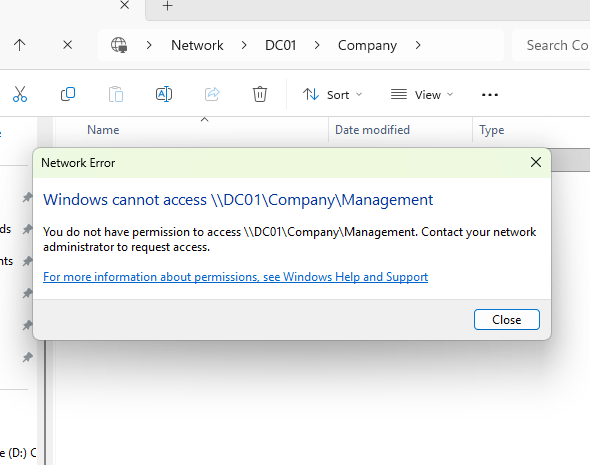 Network > DC01 > Company >
Search Co
Sort
View
Name
Date modified
Type
Network Error
Windows cannot access \\DC01\Company\Management
You do not have permission to access \\DC01\Company\Management. Contact your network
administrator to request access.
For more information about permissions, see Windows Help and Support
Close
ds
nts
e (D:) C